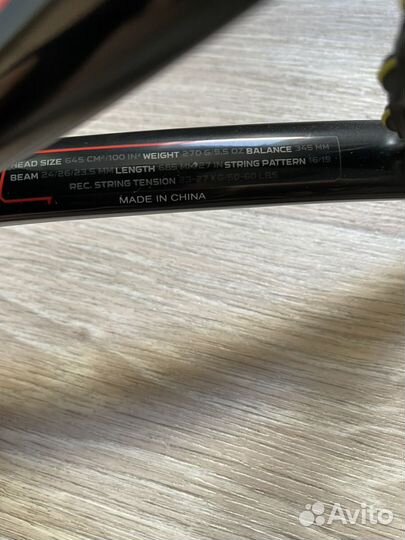 HEAD SIZE 645 CM²/100 IN² WEIGHT 270 G/9.5 OZ BALANCE 345 MM
BEAM 24/26/23.5 MM LENGTH 685 MM/27 IN STRING PATTERN 16/19
REC. STRING TENSION 23-27 KG/50-60 LBS
MADE IN CHINA
Avito